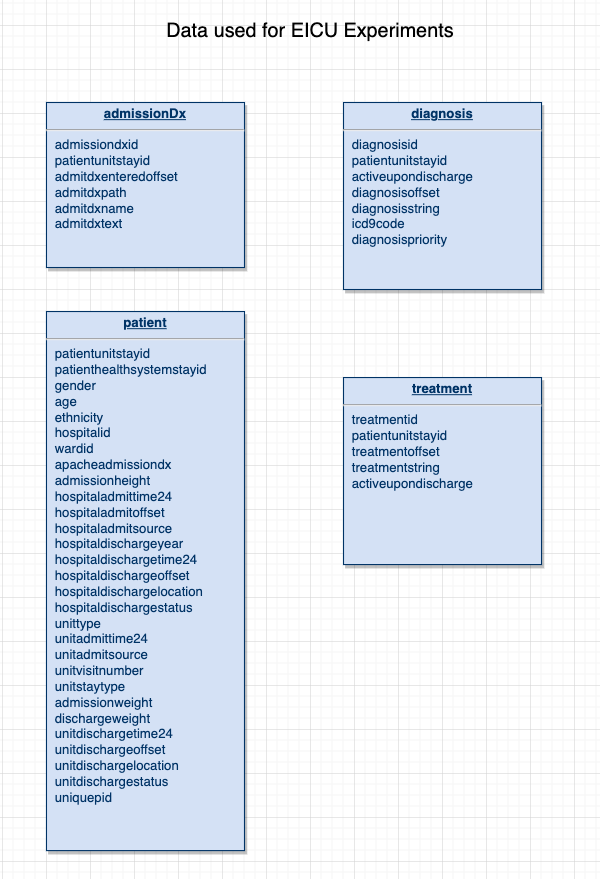 Data used for EICU Experiments
admissionDx
admissiondxid
patientunitstayid
admitdxenteredoffset
admitdxpath
admitdxname
admitdxtext
diagnosis
diagnosisid
patientunitstayid
activeupondischarge
diagnosisoffset
diagnosisstring
icd9code
diagnosispriority
patient
patientunitstayid
patienthealthsystemstayid
gender
age
ethnicity
hospitalid
wardid
apacheadmissiondx
admissionheight
hospitaladmittime24
hospitaladmitoffset
hospitaladmitsource
hospitaldischargeyear
hospitaldischargetime24
hospitaldischargeoffset
hospitaldischargelocation
hospitaldischargestatus
unittype
unitadmittime24
unitadmitsource
unitvisitnumber
unitstaytype
admissionweight
dischargeweight
unitdischargetime24
unitdischargeoffset
unitdischargelocation
unitdischargestatus
uniquepid
treatment
treatmentid
patientunitstayid
treatmentoffset
treatmentstring
activeupondischarge